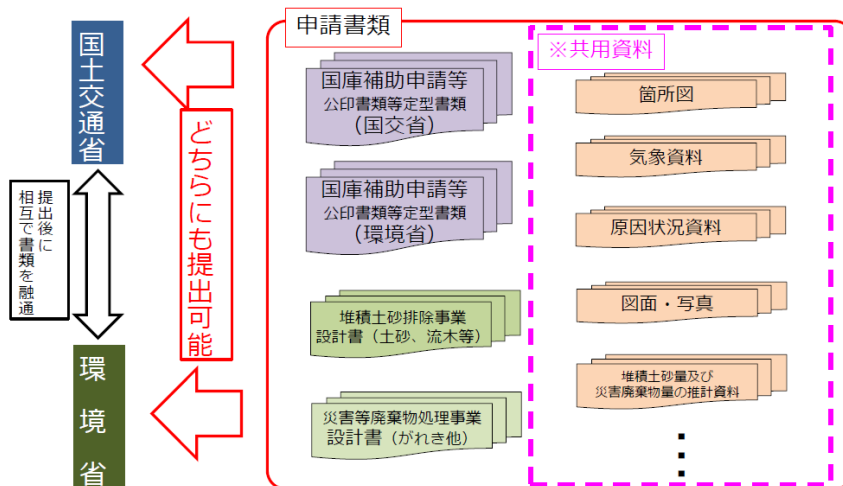 国土交通省
提出後に
相互で書類を融通
環境省
どちらにも提出可能
申請書類
国庫補助申請等
公印書類等定型書類
（国交省）
国庫補助申請等
公印書類等定型書類
（環境省）
堆積土砂排除事業
設計書（土砂、流木等）
災害等廃棄物処理事業
設計書（がれき他）
※共用資料
箇所図
気象資料
原因状況資料
図面・写真
堆積土砂量及び
災害廃棄物量の推計資料